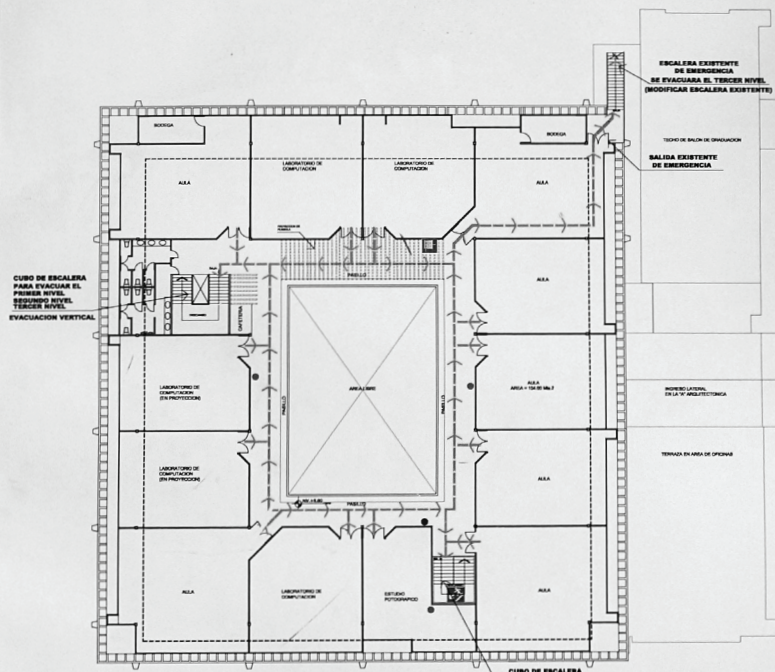 ESCALERA EXISTENTE
DE EMERGENCIA
SE EVACUARA EL TERCER NIVEL
(MODIFICAR ESCALERA EXISTENTE)
BODEGA
BODEGA
TECHO DE SALON DE GRADUACION
SALIDA EXISTENTE
DE EMERGENCIA
LABORATORIO DE
COMPUTACION
LABORATORIO DE
COMPUTACION
AULA
AULA
PASILLO
CUBO DE ESCALERA
PARA EVACUAR EL
PRIMER NIVEL
SEGUNDO NIVEL
TERCER NIVEL
EVACUACION VERTICAL
AULA
CAFETERIA
LABORATORIO DE
COMPUTACION
(EN PROYECCION)
PASILLO
AREA LIBRE
PASILLO
AULA
INGRESO LATERAL
EN LA "A" ARQUITECTONICA
LABORATORIO DE
COMPUTACION
(EN PROYECCION)
AULA
TERRAZA EN AREA DE OFICINAS
PASILLO
AULA
LABORATORIO DE
COMPUTACION
ESTUDIO
FOTOGRAFICO
AULA
CUBO DE ESCALERA